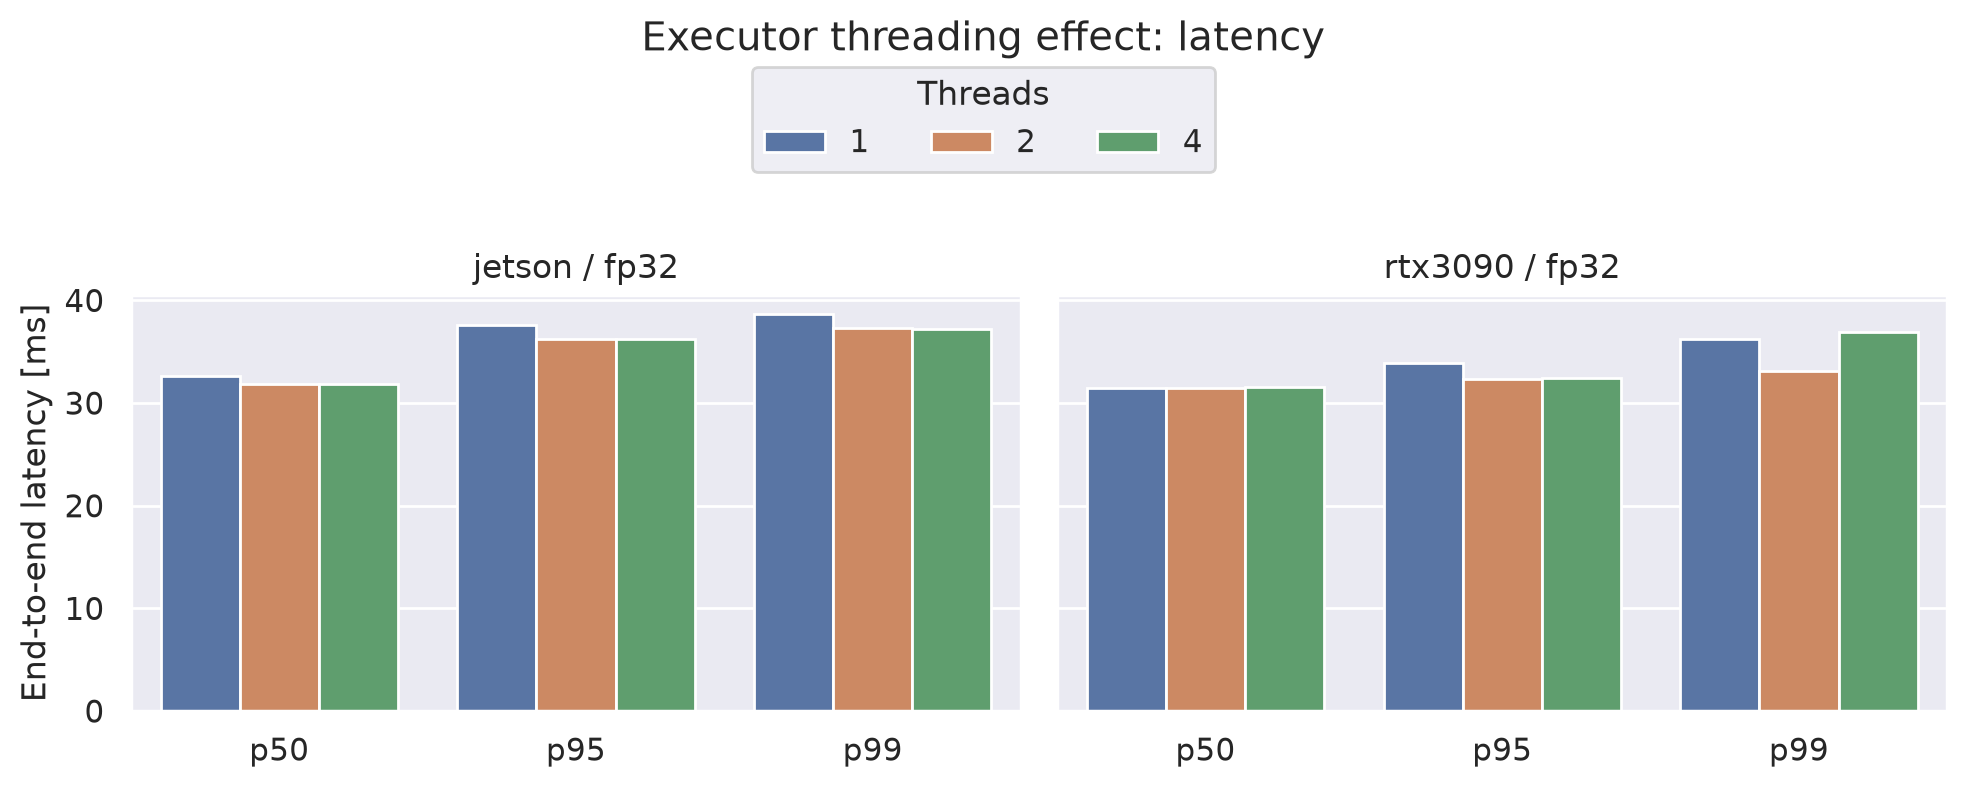 Executor threading effect: latency
Threads
1 2 4
jetson / fp32
rtx3090 / fp32
End-to-end latency [ms]
40
30
20
10
0
p50 p95 p99
p50 p95 p99